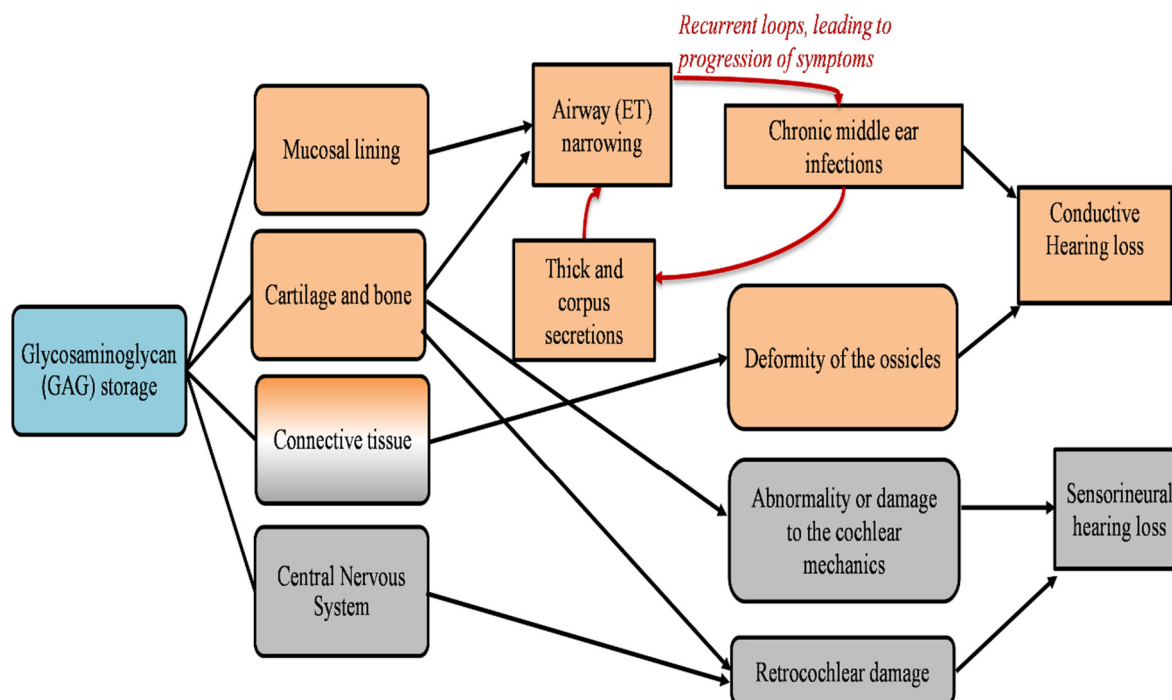 Recurrent loops, leading to
progression of symptoms
Mucosal lining
Airway (ET)
narrowing
Chronic middle ear
infections
Conductive
Hearing loss
Cartilage and bone
Thick and
corpus
secretions
Glycosaminoglycan
(GAG) storage
Deformity of the ossicles
Connective tissue
Abnormality or damage
to the cochlear
mechanics
Sensorineural
hearing loss
Central Nervous
System
Retrocochlear damage